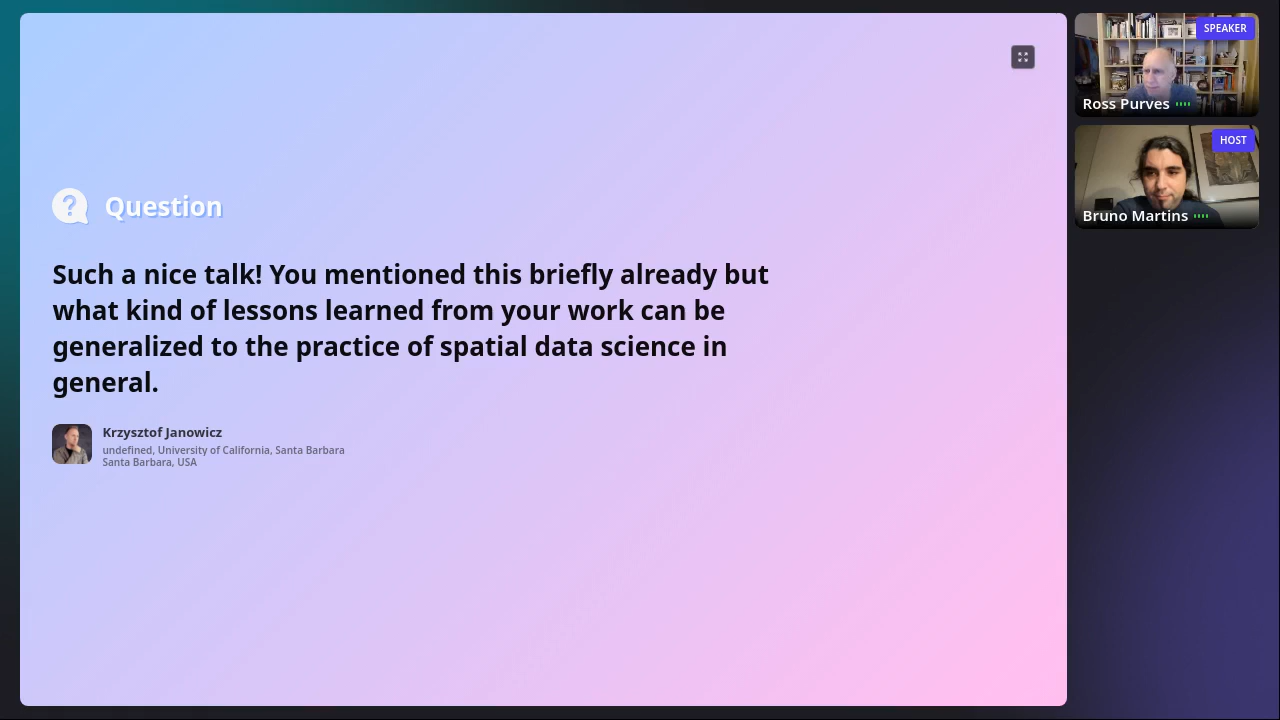 Question
Such a nice talk! You mentioned this briefly already but
what kind of lessons learned from your work can be
generalized to the practice of spatial data science in
general.
Krzysztof Janowicz
undefined, University of California, Santa Barbara
Santa Barbara, USA
SPEAKER
Ross Purves
HOST
Bruno Martins